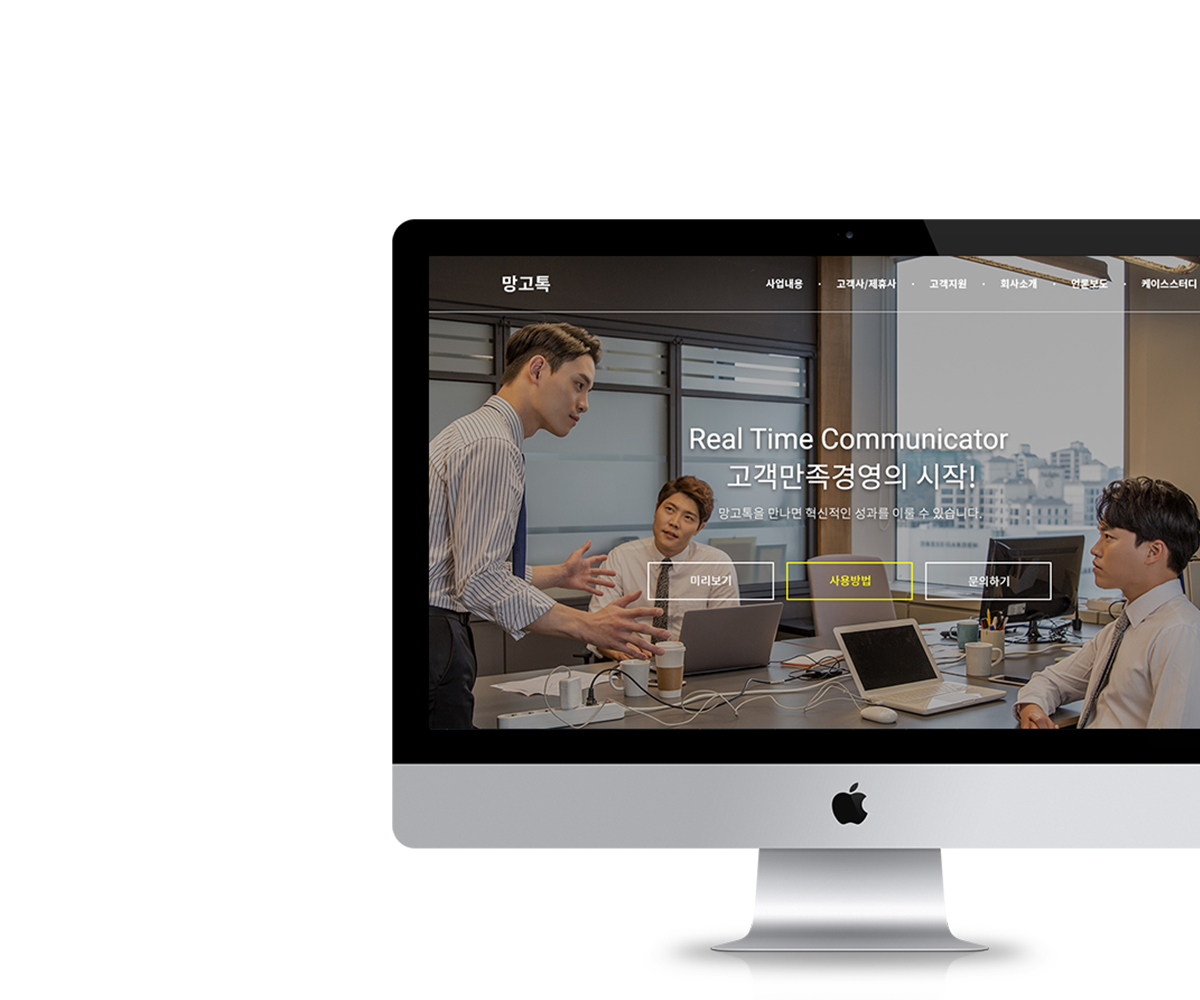 망고톡
사업내용 · 고객사/제휴사 · 고객지원 · 회사소개 · 언론보도 · 케이스스터디
Real Time Communicator
고객만족경영의 시작!
망고톡을 만나면 혁신적인 성과를 이룰 수 있습니다.
미리보기 사용방법 문의하기